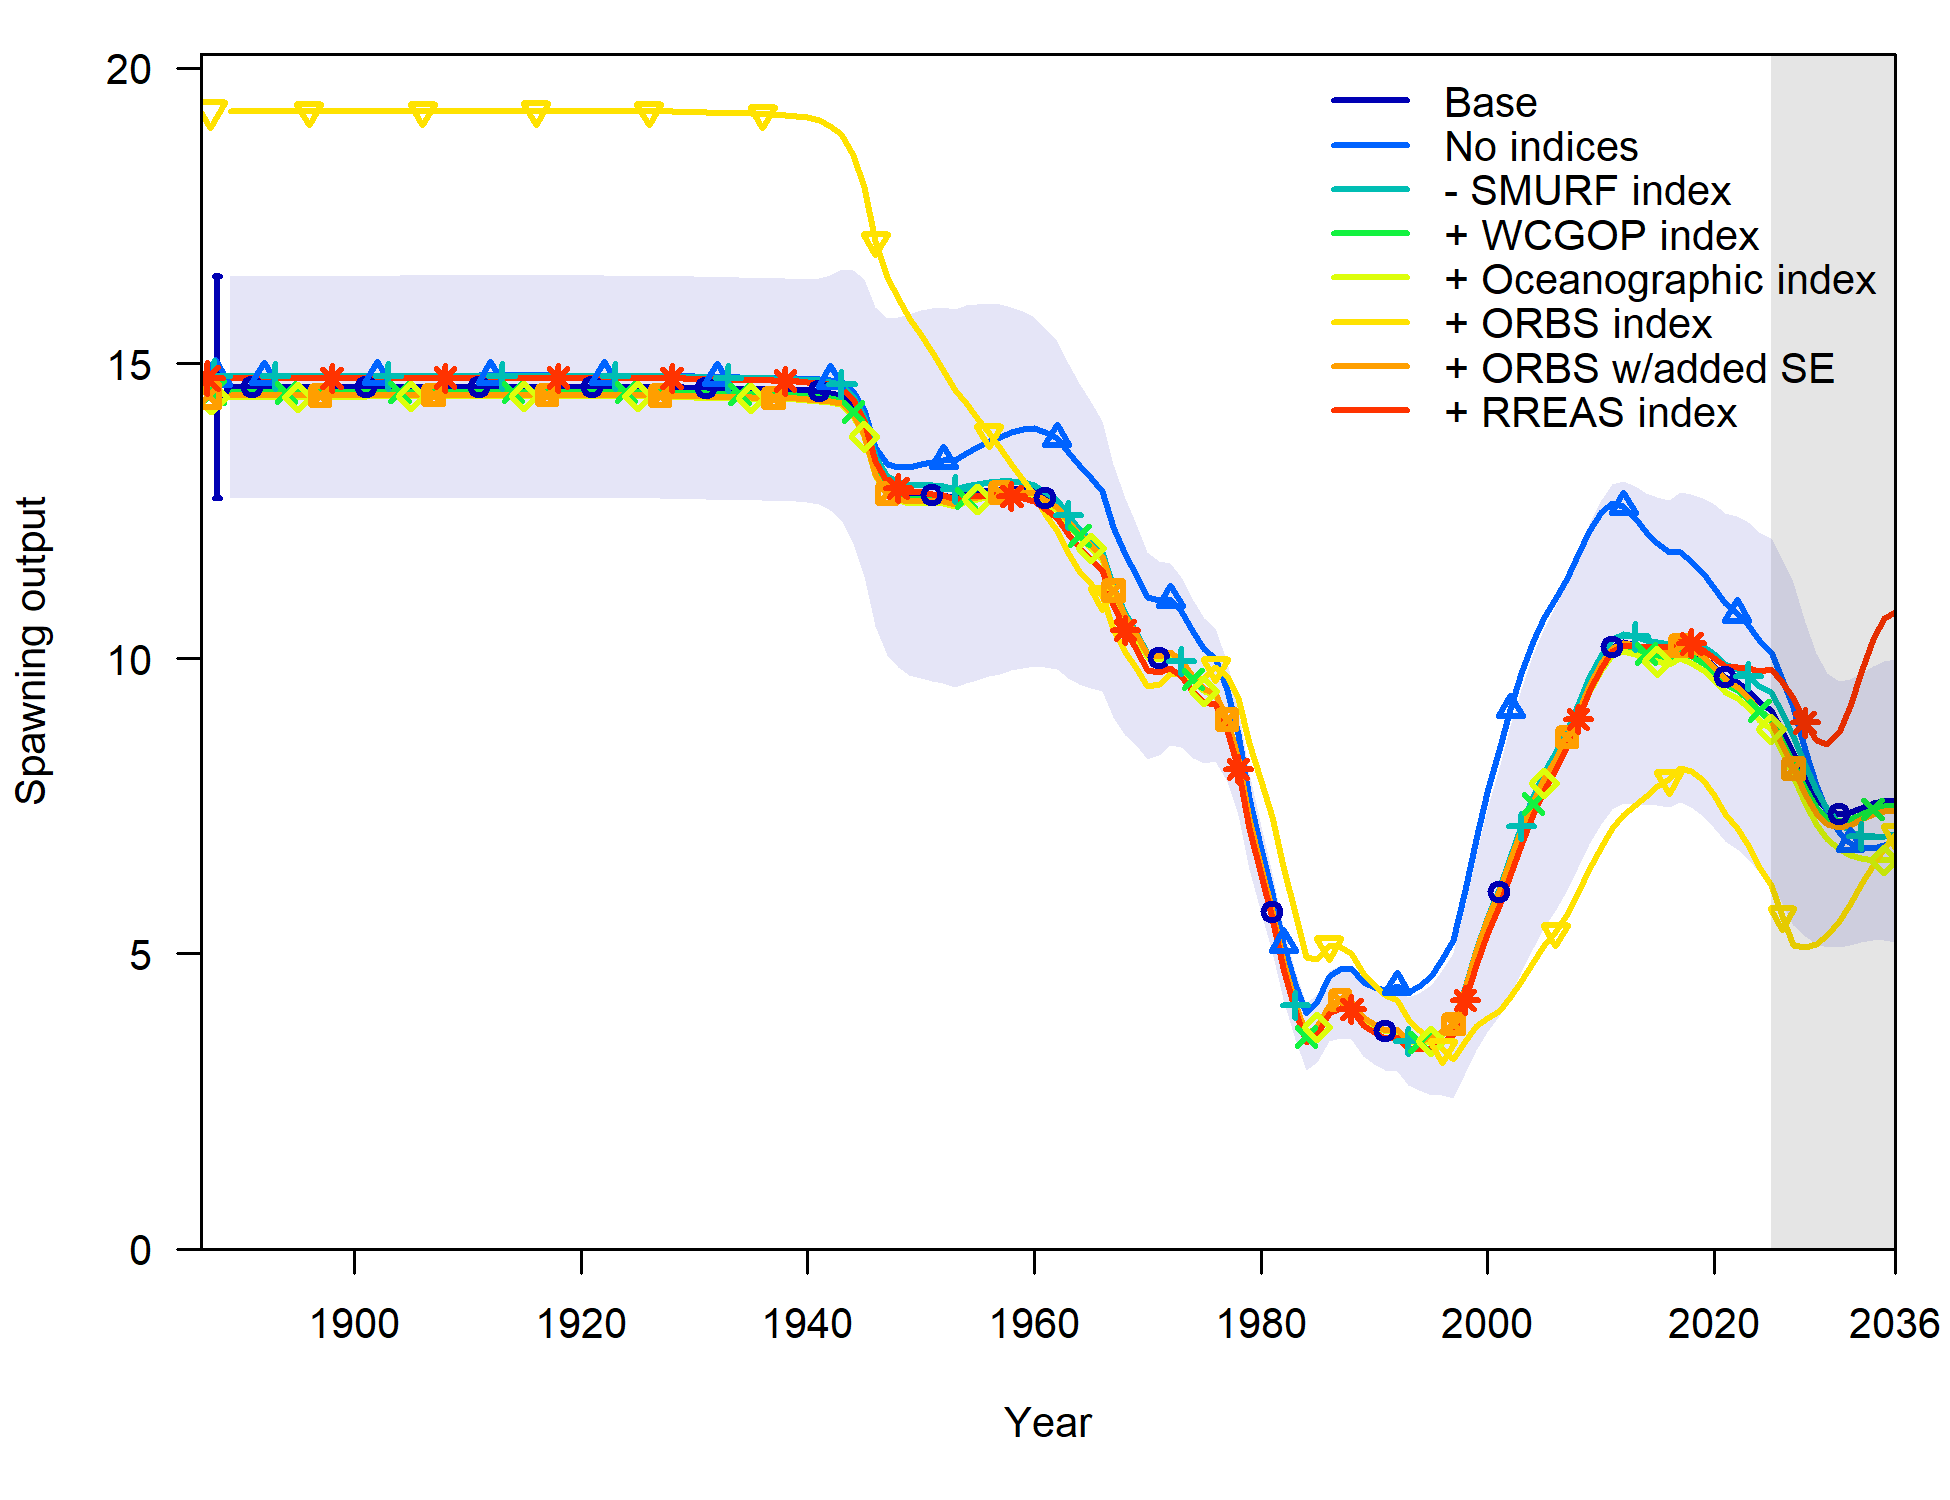 20
15
10
5
0
Spawning output
Base
No indices
- SMURF index
+ WCGOP index
+ Oceanographic index
+ ORBS index
+ ORBS w/added SE
+ RREAS index
1900 1920 1940 1960 1980 2000 2020 2036
Year